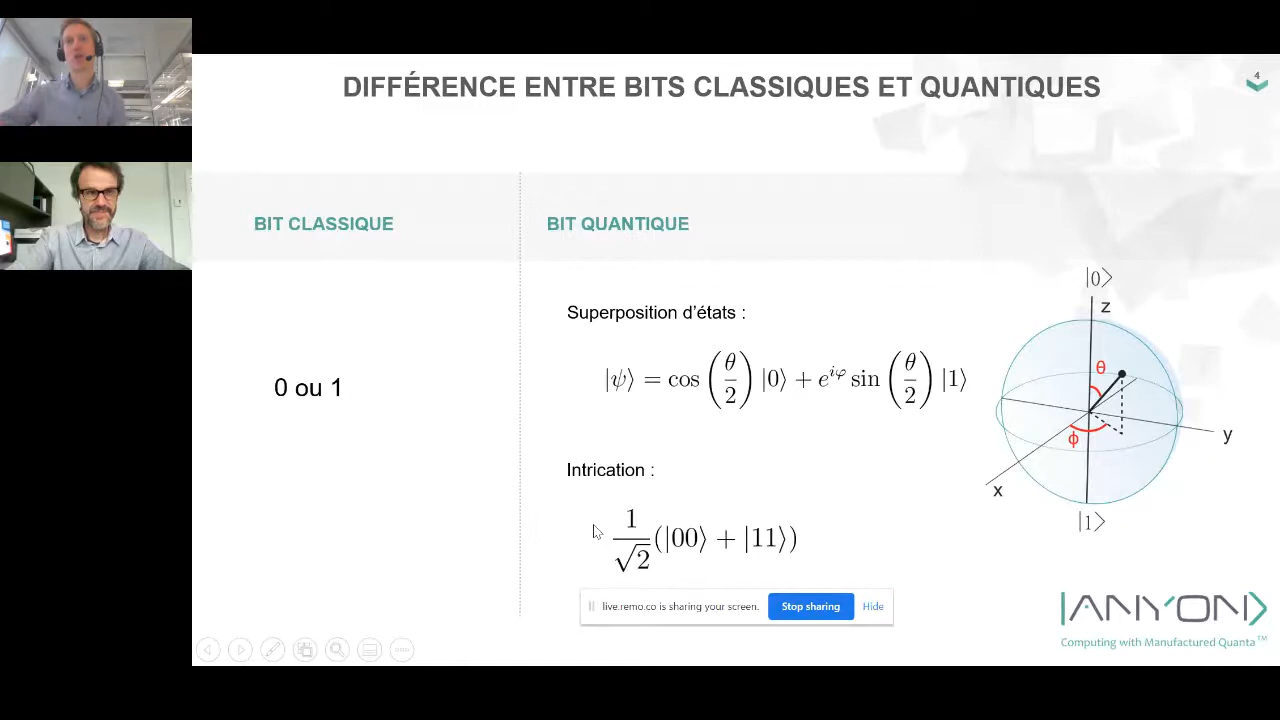 DIFFÉRENCE ENTRE BITS CLASSIQUES ET QUANTIQUES
4
BIT CLASSIQUE
BIT QUANTIQUE
0 ou 1
Superposition d'états :
|ψ⟩ = cos(θ/2)|0⟩ + e^{iφ} sin(θ/2)|1⟩
Intrication :
1/√2(|00⟩ + |11⟩)
|0⟩
z
θ
ϕ
y
x
|1⟩
live.remo.co is sharing your screen. Stop sharing Hide
|ANYON⟩
Computing with Manufactured Quanta™